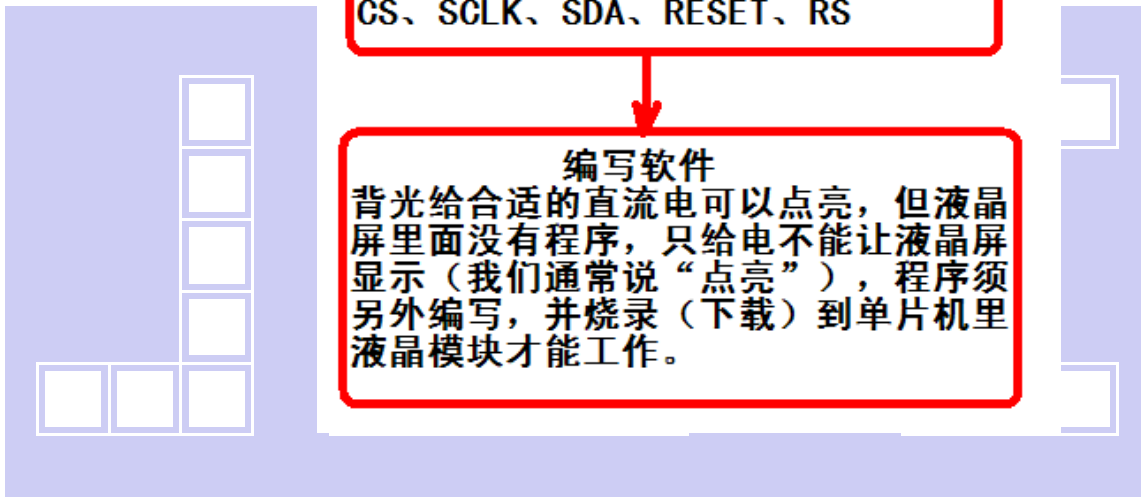 CS、SCLK、SDA、RESET、RS
编写软件
背光给合适的直流电可以点亮，但液晶
屏里面没有程序，只给电不能让液晶屏
显示（我们通常说“点亮”），程序须
另外编写，并烧录（下载）到单片机里
液晶模块才能工作。